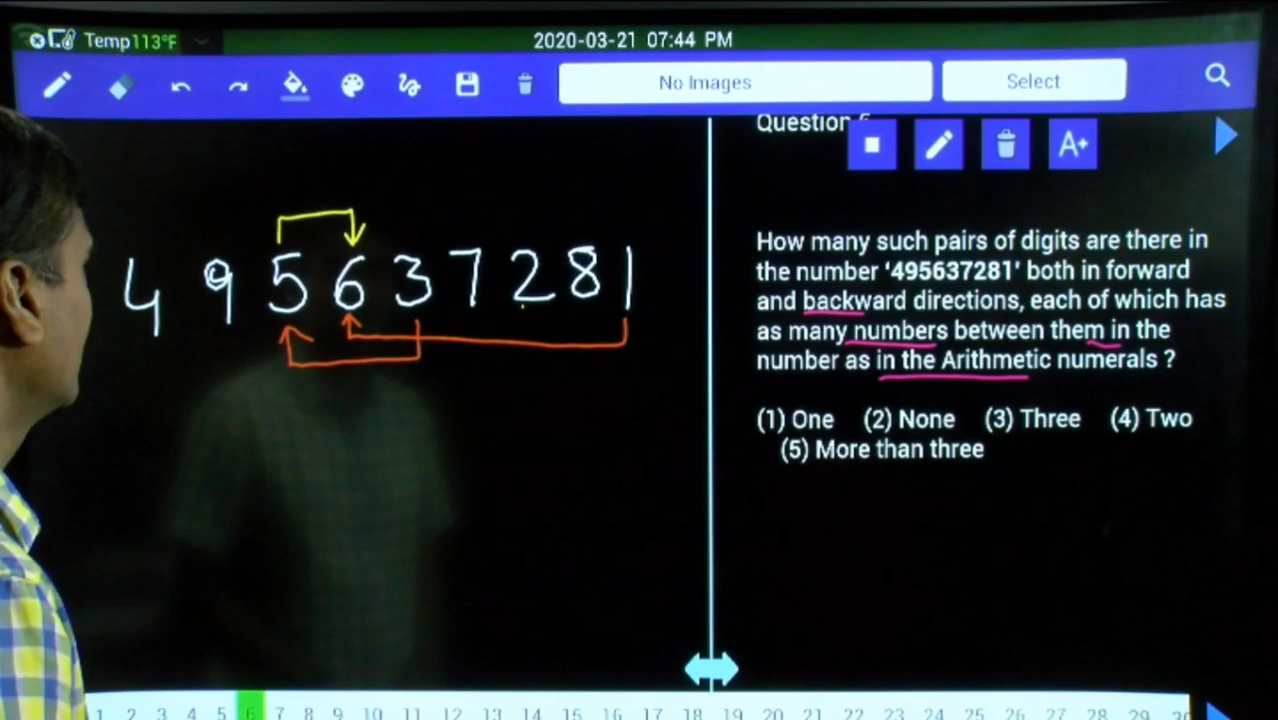 Temp 113°F
2020-03-21 07:44 PM
No Images
Select
Question
A+
How many such pairs of digits are there in
the number ‘495637281’ both in forward
and backward directions, each of which has
as many numbers between them in the
number as in the Arithmetic numerals ?
(1) One (2) None (3) Three (4) Two
(5) More than three
4 9 5 6 3 7 2 8 1
1 2 3 4 5 6 7 8 9 10 11 12 13 14 15 16 17 18 19 20 21 22 23 24 25 26 27 28 29